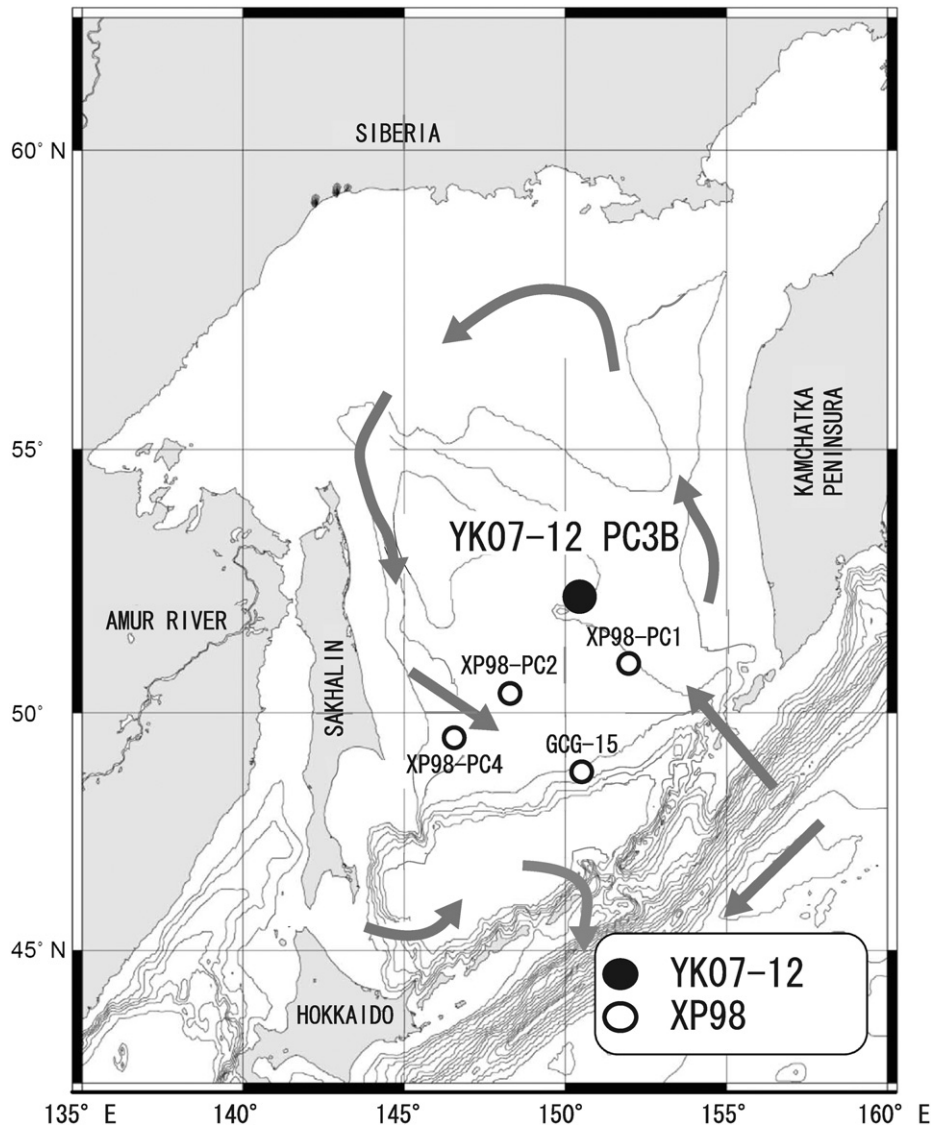 SIBERIA
60° N
KAMCHATKA
PENINSURA
55°
YK07-12 PC3B
AMUR RIVER
XP98-PC1
SAKHALIN
XP98-PC2
50°
GCG-15
XP98-PC4
45° N
YK07-12
HOKKAIDO
XP98
135° E
140°
145°
150°
155°
160° E